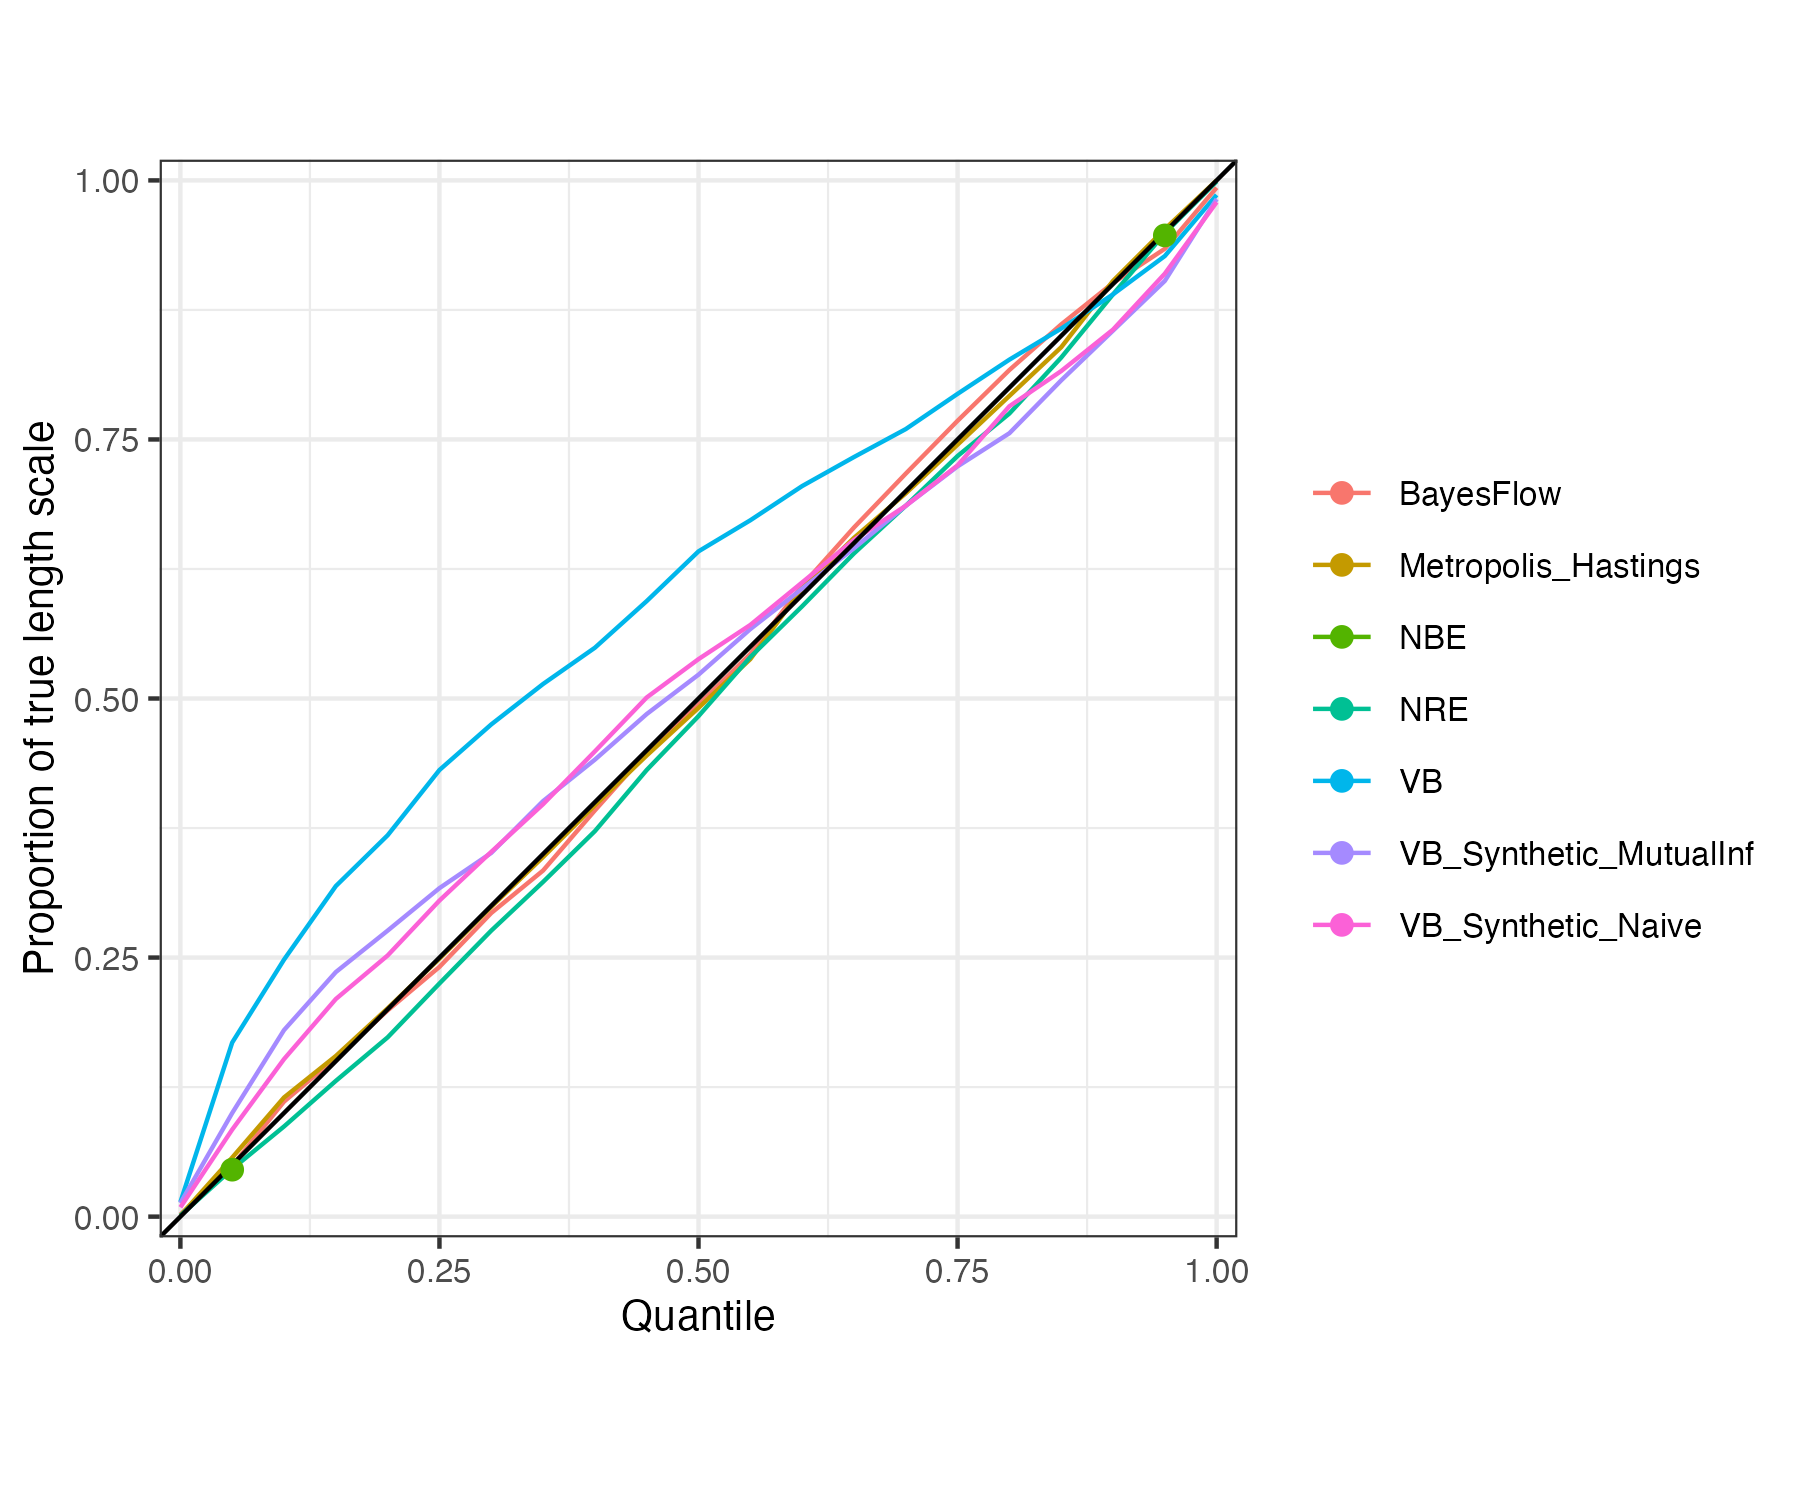 Proportion of true length scale
1.00
0.75
0.50
0.25
0.00
0.00 0.25 0.50 0.75 1.00
Quantile
BayesFlow
Metropolis_Hastings
NBE
NRE
VB
VB_Synthetic_MutualInf
VB_Synthetic_Naive